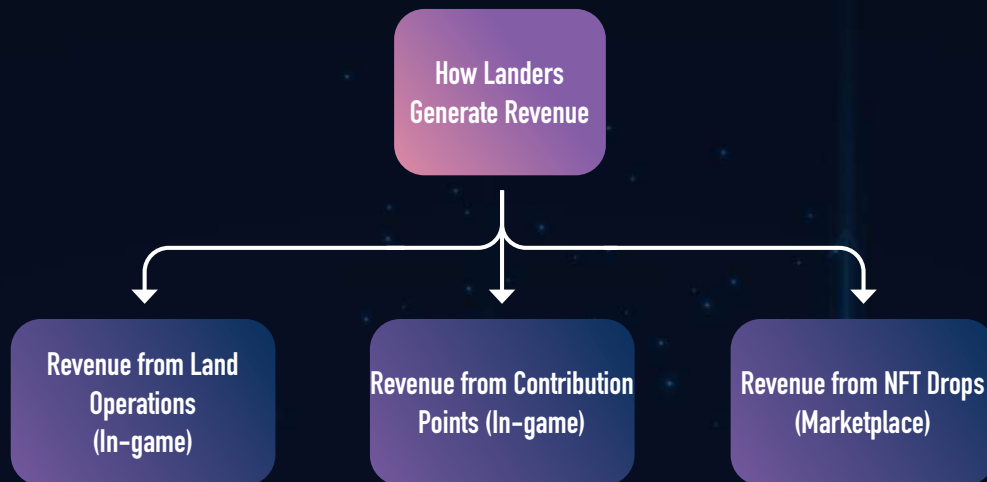 How Landers
Generate Revenue
Revenue from Land
Operations
(In-game)
Revenue from Contribution
Points (In-game)
Revenue from NFT Drops
(Marketplace)